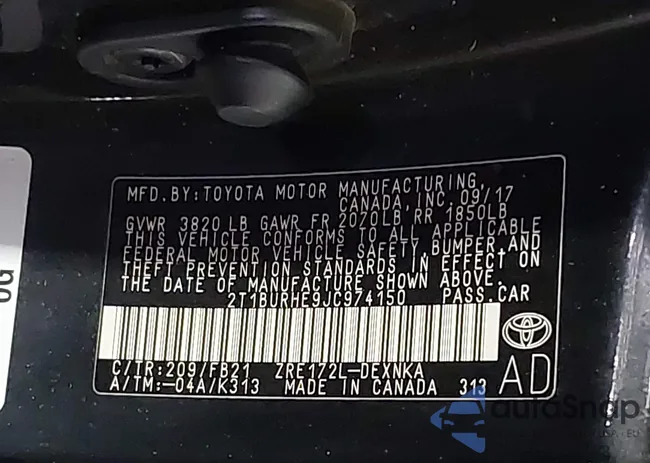 MFD.BY:TOYOTA MOTOR MANUFACTURING,
CANADA, INC. 09/17
GVWR 3820 LB GAWR FR 2070LB RR 1850LB
THIS VEHICLE CONFORMS TO ALL APPLICABLE
FEDERAL MOTOR VEHICLE SAFETY BUMPER,AND
THEFT PREVENTION STANDARDS IN EFFECT ON
THE DATE OF MANUFACTURE SHOWN ABOVE.
2T1BURHE9JC974150 PASS.CAR
C/TR:209/FB21 ZRE172L-DEXNKA
A/TM:-04A/K313 MADE IN CANADA 313
AD
UG
autoSnap